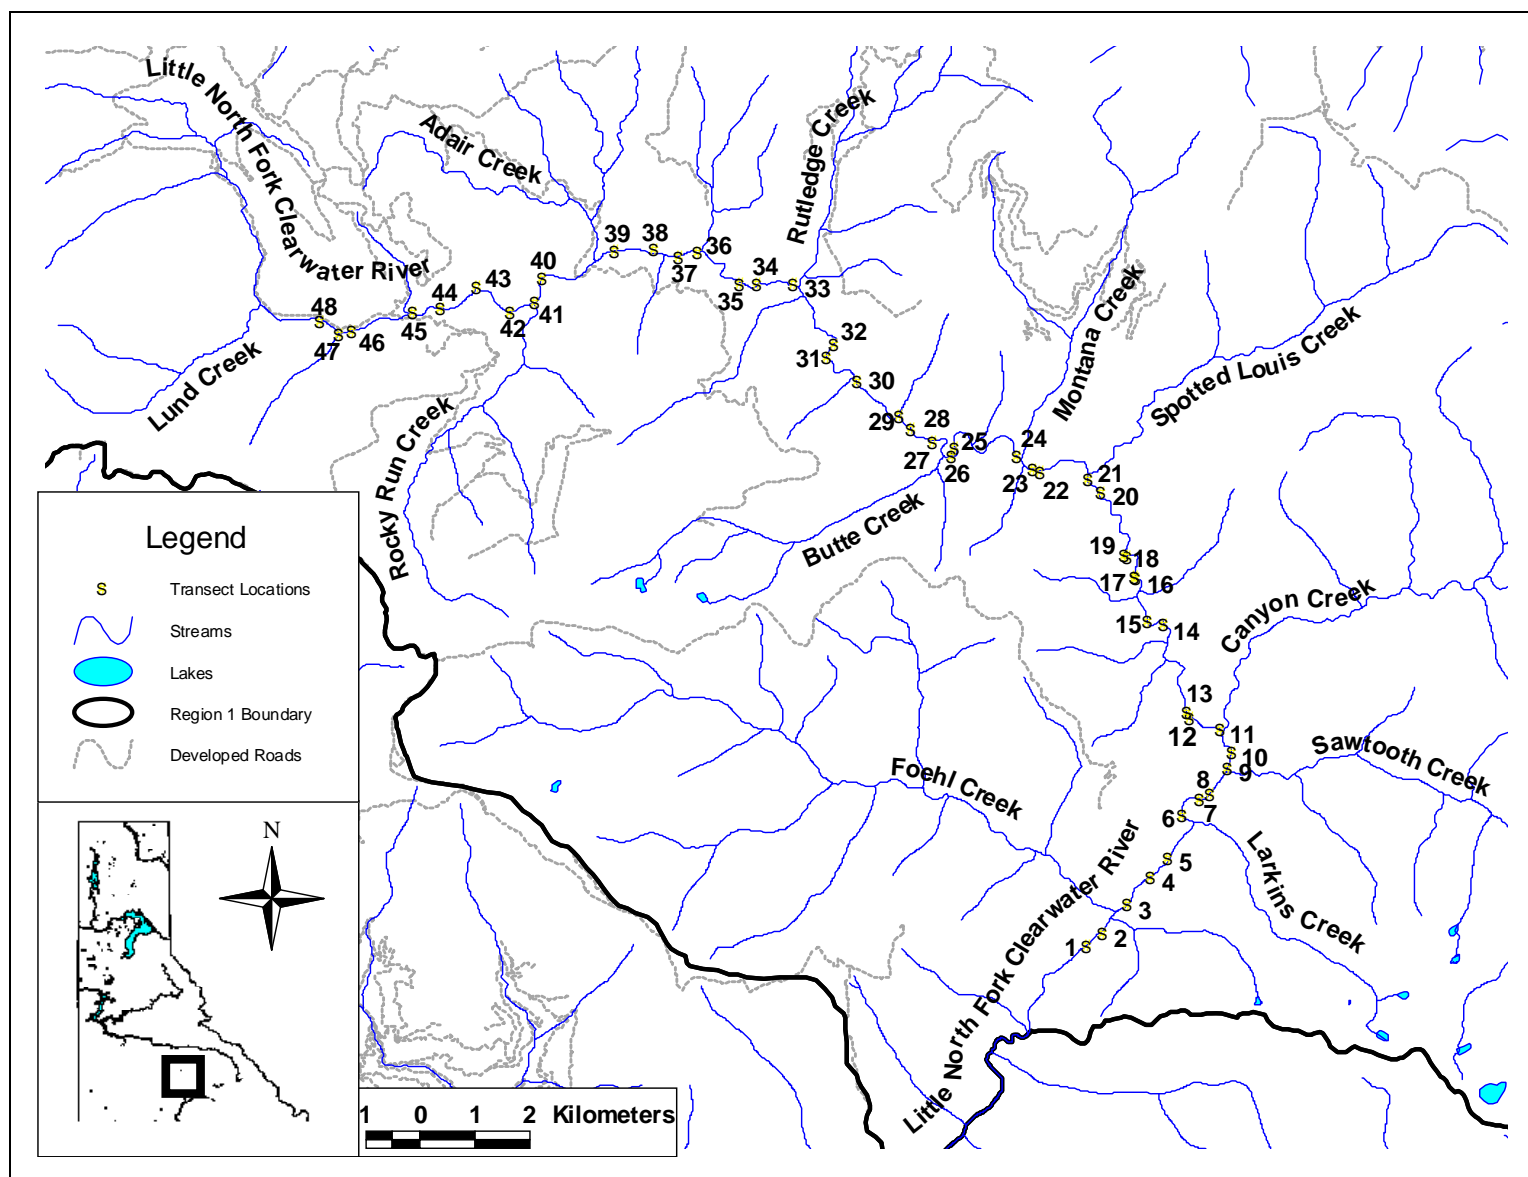 Little North Fork Clearwater River
Adair Creek
Rutledge Creek
Montana Creek
Spotted Louis Creek
Lund Creek
Rocky Run Creek
Butte Creek
Canyon Creek
Sawtooth Creek
Foehl Creek
Larkins Creek
Little North Fork Clearwater River
48
47
46
45
44
43
42
41
40
39
38
37
36
35
34
33
32
31
30
29
28
27
26
25
24
23
22
21
20
19
18
17
16
15
14
13
12
11
10
9
8
7
6
5
4
3
2
1
Legend
S Transect Locations
Streams
Lakes
Region 1 Boundary
Developed Roads
N
1 0 1 2 Kilometers